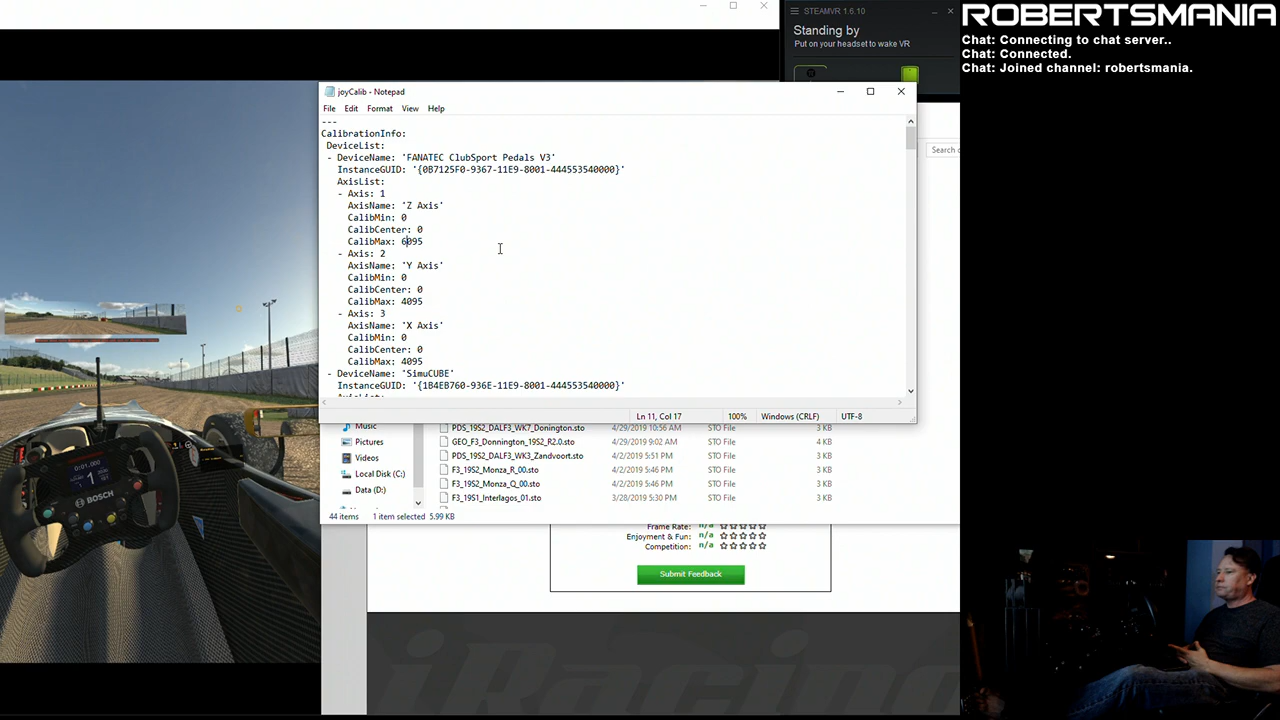 STEAMVR 1.6.10
Standing by
Put on your headset to wake VR
ROBERTSMANIA
Chat: Connecting to chat server..
Chat: Connected.
Chat: Joined channel: robertsmania.
joyCalib - Notepad
File Edit Format View Help
---
CalibrationInfo:
DeviceList:
- DeviceName: 'FANATEC ClubSport Pedals V3'
InstanceGUID: '{0B7125F0-9367-11E9-8001-444553540000}'
AxisList:
- Axis: 1
AxisName: 'Z Axis'
CalibMin: 0
CalibCenter: 0
CalibMax: 6095
- Axis: 2
AxisName: 'Y Axis'
CalibMin: 0
CalibCenter: 0
CalibMax: 4095
- Axis: 3
AxisName: 'X Axis'
CalibMin: 0
CalibCenter: 0
CalibMax: 4095
- DeviceName: 'SimuCUBE'
InstanceGUID: '{1B4EB760-936E-11E9-8001-444553540000}'
Ln 11, Col 17 100% Windows (CRLF) UTF-8
Search
Music
Pictures
Videos
Local Disk (C:)
Data (D:)
PDS_19S2_DALF3_WK7_Donington.sto 4/29/2019 10:56 AM STO File 3 KB
GEO_F3_Donnington_19S2_R2.0.sto 4/29/2019 9:02 AM STO File 4 KB
PDS_19S2_DALF3_WK3_Zandvoort.sto 4/2/2019 5:51 PM STO File 3 KB
F3_19S2_Monza_R_00.sto 4/2/2019 5:46 PM STO File 3 KB
F3_19S2_Monza_Q_00.sto 4/2/2019 5:46 PM STO File 3 KB
F3_19S1_Interlagos_01.sto 3/28/2019 5:30 PM STO File 3 KB
44 items 1 item selected 5.99 KB
Frame Rate: n/a
Enjoyment & Fun: n/a
Competition: n/a
Submit Feedback
iRacing
0:01.000
1
BOSCH